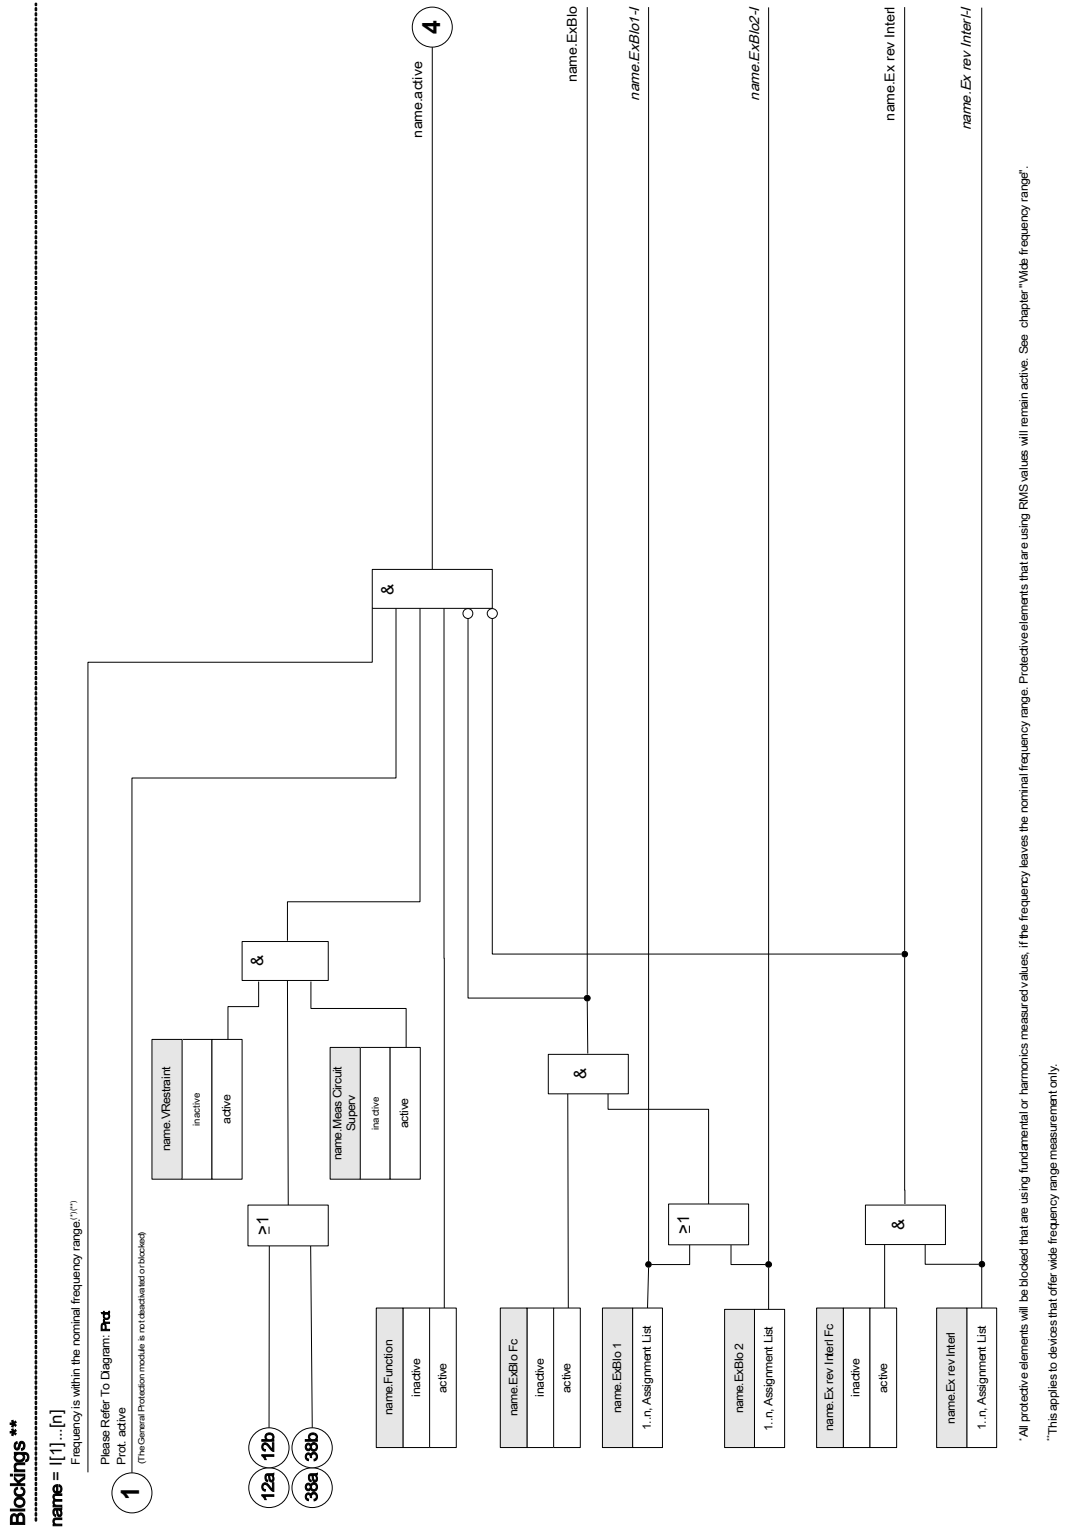 Blockings **
name = I[1]...[n]
Frequency is within the nominal frequency range.(*)(**)
Please Refer To Diagram: Prot
Prot. active
1
(The General Protection module is not deactivated or blocked)
name.VRestraint
inactive
active
12a 12b
38a 38b
≥1
&
name.Meas Circuit
Superv
inactive
active
name.Function
inactive
active
&
name.active
4
name.ExBlo Fc
inactive
active
&
name.ExBlo
name.ExBlo 1
1..n, Assignment List
name.ExBlo1-I
≥1
name.ExBlo 2
1..n, Assignment List
name.ExBlo2-I
name.Ex rev Interl Fc
inactive
active
&
name.Ex rev Interl
name.Ex rev Interl
1..n, Assignment List
name.Ex rev Interl-I
*All protective elements will be blocked that are using fundamental or harmonics measured values, if the frequency leaves the nominal frequency range. Protective elements that are using RMS values will remain active. See chapter "Wide frequency range".
**This applies to devices that offer wide frequency range measurement only.